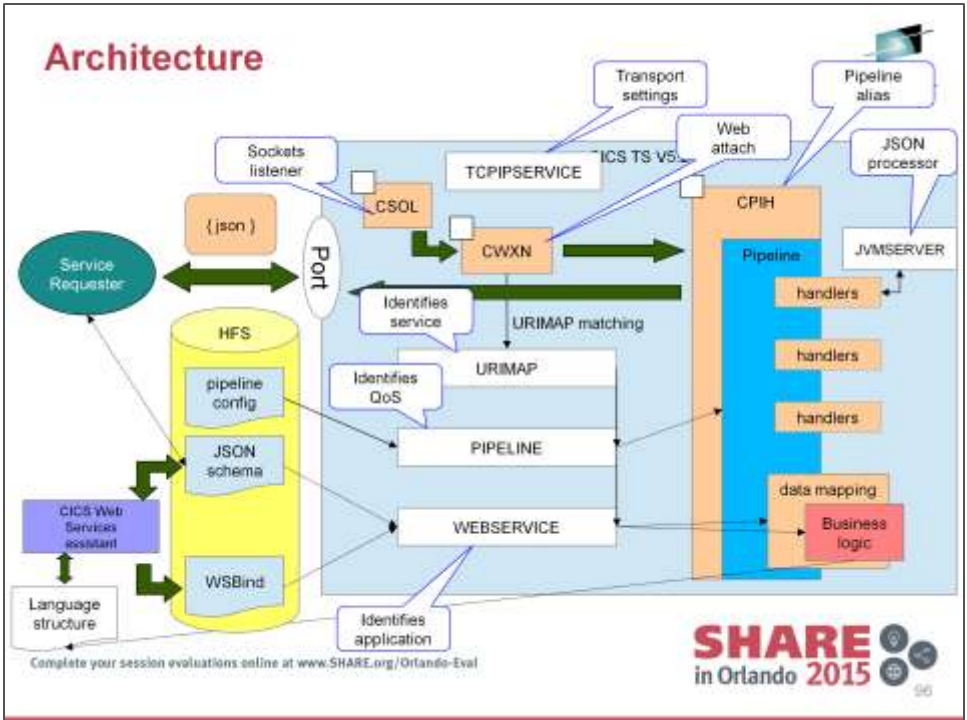 Architecture
Transport
settings
Pipeline
alias
Sockets
listener
Web
attach
JSON
processor
CICS TS V5.
TCPIPSERVICE
CSOL
CPIH
{ json }
CWXN
Port
Pipeline
JVMSERVER
Service
Requester
handlers
Identifies
service
URIMAP matching
HFS
handlers
URIMAP
pipeline
config
Identifies
QoS
handlers
PIPELINE
JSON
schema
data mapping
CICS Web
Services
assistant
WEBSERVICE
Business
logic
WSBind
Language
structure
Identifies
application
Complete your session evaluations online at www.SHARE.org/Orlando-Eval
SHARE
in Orlando 2015
96